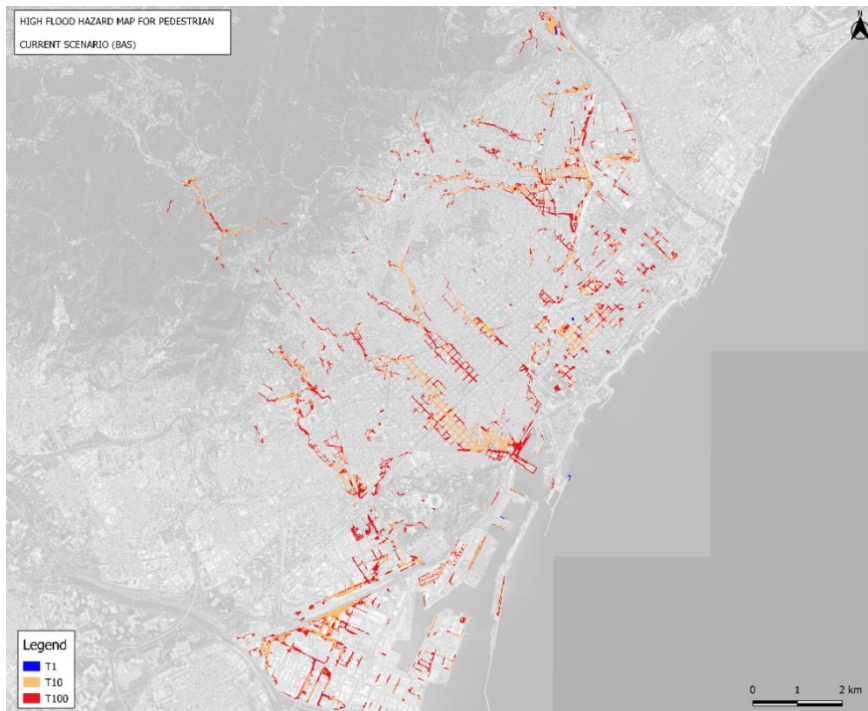 HIGH FLOOD HAZARD MAP FOR PEDESTRIAN
CURRENT SCENARIO (BAS)
N
Legend
T1
T10
T100
0 1 2 km